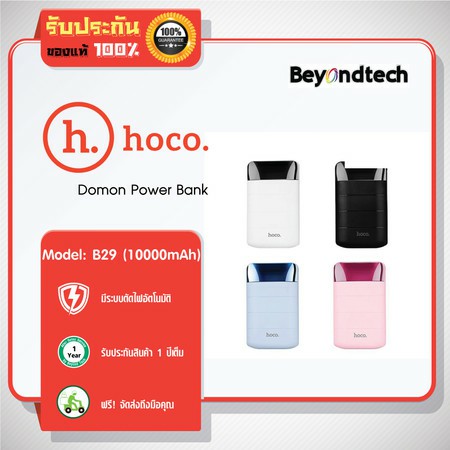 รับประกัน
ของแท้ 100%
100%
GUARANTEE
Beyondtech
h. hoco.
Domon Power Bank
hoco.
hoco.
hoco.
hoco.
Model: B29 (10000mAh)
มีระบบตัดไฟอัตโนมัติ
1
Year
รับประกันสินค้า 1 ปีเต็ม
ฟรี! จัดส่งถึงมือคุณ